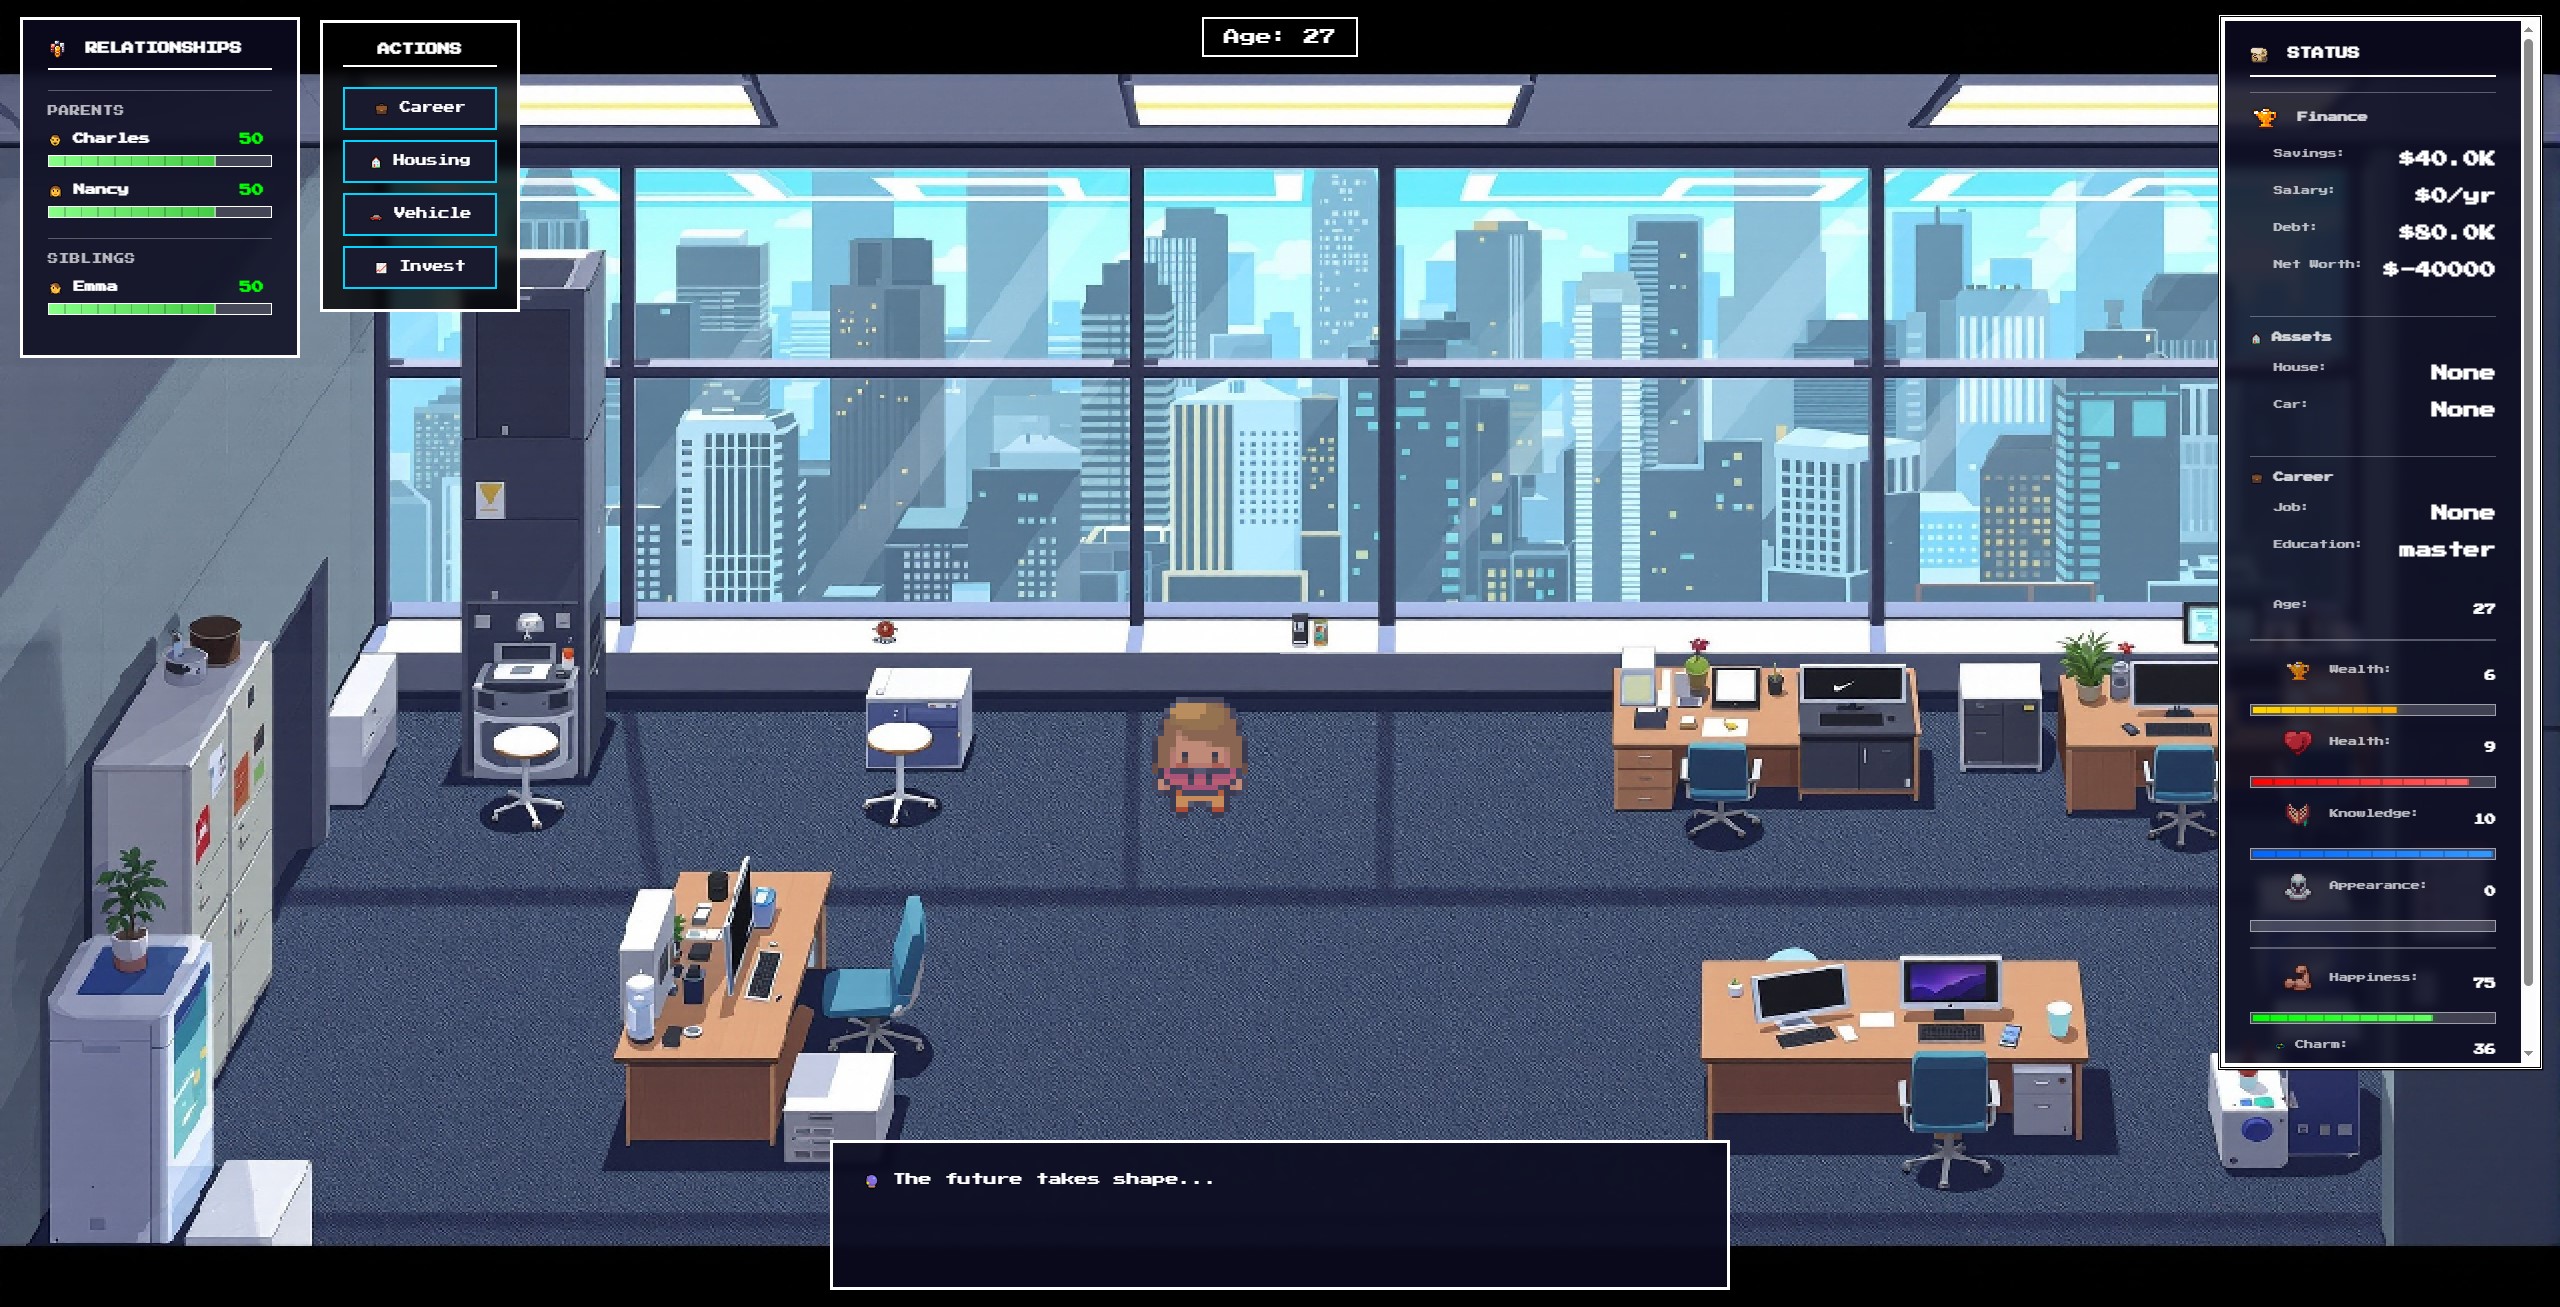 RELATIONSHIPS
PARENTS
Charles 50
Nancy 50
SIBLINGS
Emma 50
ACTIONS
Career
Housing
Vehicle
Invest
Age: 27
The future takes shape...
STATUS
Finance
Savings: $40.0K
Salary: $0/yr
Debt: $80.0K
Net Worth: $-40000
Assets
House: None
Car: None
Career
Job: None
Education: master
Age: 27
Wealth: 6
Health: 9
Knowledge: 10
Appearance: 0
Happiness: 75
Charm: 36